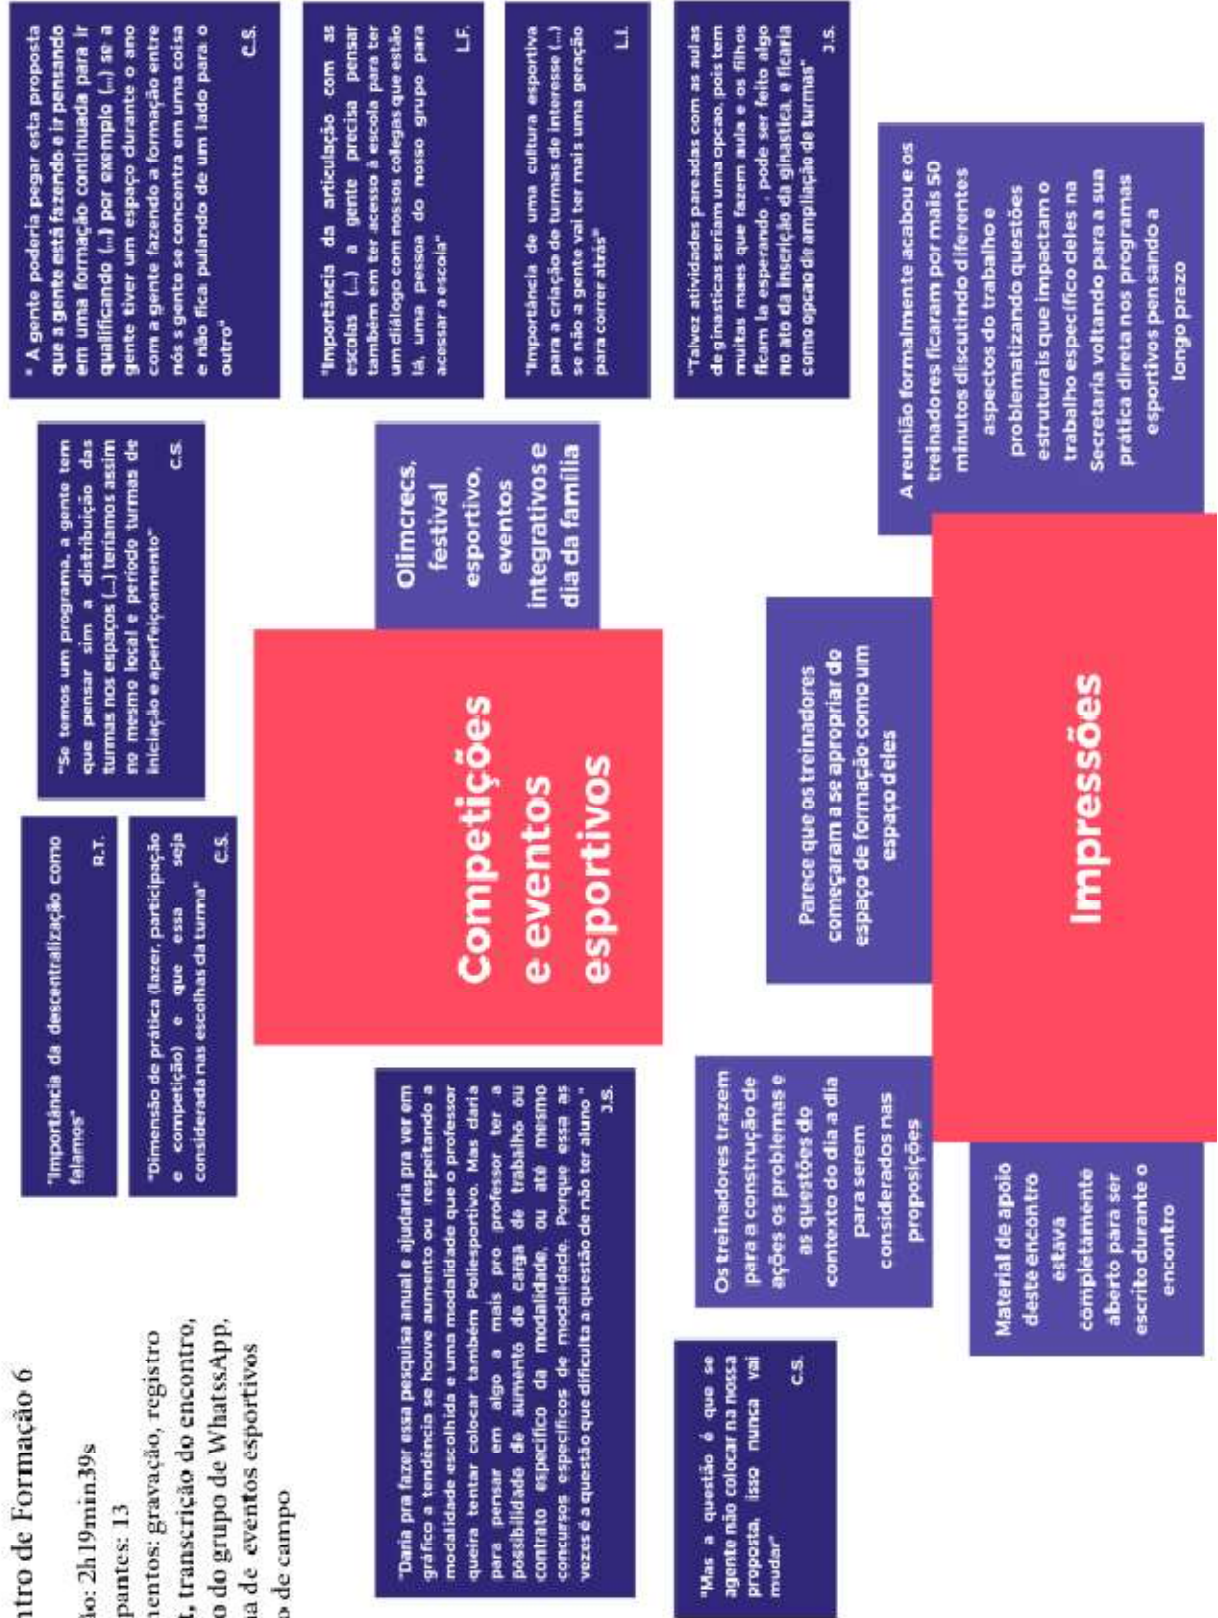 ntro de Formação 6
io: 2h19min39s
pantes: 13
nentos: gravação, registro
t, transcrição do encontro,
o do grupo de WhatssApp,
na de eventos esportivos
o de campo
"Importância da descentralização como
falamos"
R.T.
"Dimensão de prática (lazer, participação
e competição) e que essa seja
considerada nas escolhas da turma"
C.S.
"Se temos um programa, a gente tem
que pensar sim a distribuição das
turmas nos espaços (...) teríamos assim
no mesmo local e período turmas de
iniciação e aperfeiçoamento"
C.S.
" A gente poderia pegar esta proposta
que a gente está fazendo e ir pensando
em uma formação continuada para ir
qualificando (...) por exemplo (...) se a
gente tiver um espaço durante o ano
com a gente fazendo a formação entre
nós s gente se concentra em uma coisa
e não fica pulando de um lado para o
outro"
C.S.
"Importância da articulação com as
escolas (...) a gente precisa pensar
também em ter acesso à escola para ter
um diálogo com nossos colegas que estão
lá, uma pessoa do nosso grupo para
acessar a escola"
L.F.
"Importância de uma cultura esportiva
para a criação de turmas de interesse (...)
se não a gente vai ter mais uma geração
para correr atrás"
L.I.
"Talvez atividades pareadas com as aulas
de ginasticas seriam uma opcao, pois tem
muitas maes que fazem aula e os filhos
ficam la esperando , pode ser feito algo
no ato da inscrição da ginastica, e ficaria
como opcao de ampliação de turmas"
J.S.
"Daria pra fazer essa pesquisa anual e ajudaria pra ver em
gráfico a tendência se houve aumento ou respeitando a
modalidade escolhida e uma modalidade que o professor
queira tentar colocar também Poliesportivo. Mas daria
para pensar em algo a mais pro professor ter a
possibilidade de aumento de carga de trabalho ou
contrato específico da modalidade, ou até mesmo
concursos específicos de modalidade. Porque essa as
vezes é a questão que dificulta a questão de não ter aluno "
J.S.
Competições
e eventos
esportivos
Olimcrecs,
festival
esportivo,
eventos
integrativos e
dia da família
"Mas a questão é que se
agente não colocar na nossa
proposta, isso nunca vai
mudar"
C.S.
Os treinadores trazem
para a construção de
ações os problemas e
as questões do
contexto do dia a dia
para serem
considerados nas
proposições
Parece que os treinadores
começaram a se apropriar do
espaço de formação como um
espaço deles
A reunião formalmente acabou e os
treinadores ficaram por mais 50
minutos discutindo diferentes
aspectos do trabalho e
problematizando questões
estruturais que impactam o
trabalho específico deles na
Secretaria voltando para a sua
prática direta nos programas
esportivos pensando a
longo prazo
Material de apoio
deste encontro
estava
completamente
aberto para ser
escrito durante o
encontro
Impressões